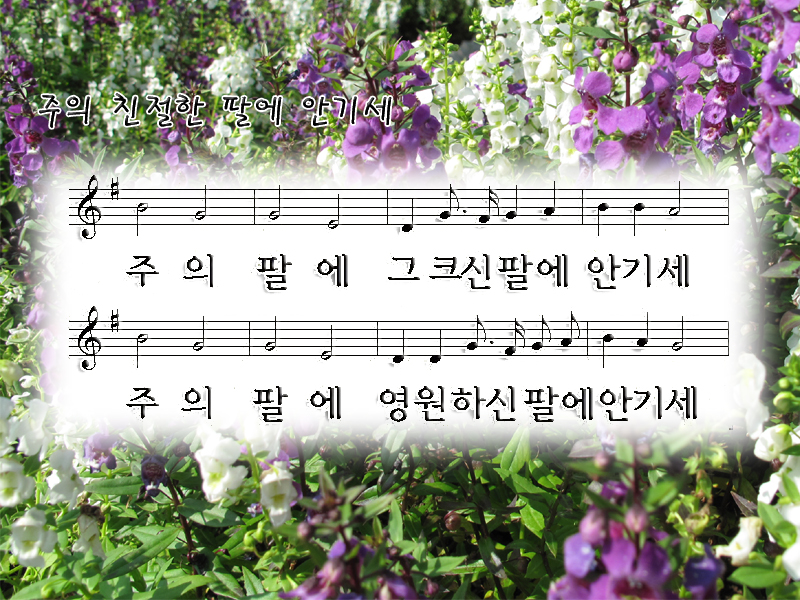 주의 친절한 팔에 안기세
주 의 팔 에 그 크신 팔에 안기세
주 의 팔 에 영원하신 팔에안기세